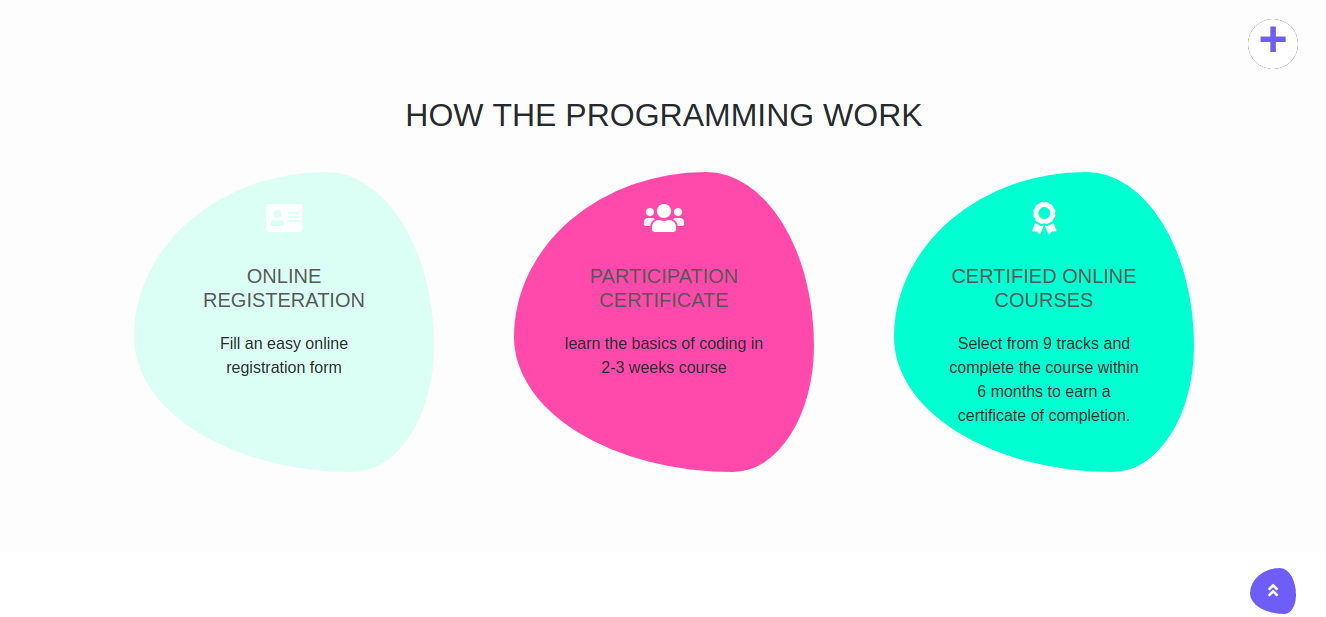 HOW THE PROGRAMMING WORK
ONLINE
REGISTERATION
Fill an easy online
registration form
PARTICIPATION
CERTIFICATE
learn the basics of coding in
2-3 weeks course
CERTIFIED ONLINE
COURSES
Select from 9 tracks and
complete the course within
6 months to earn a
certificate of completion.